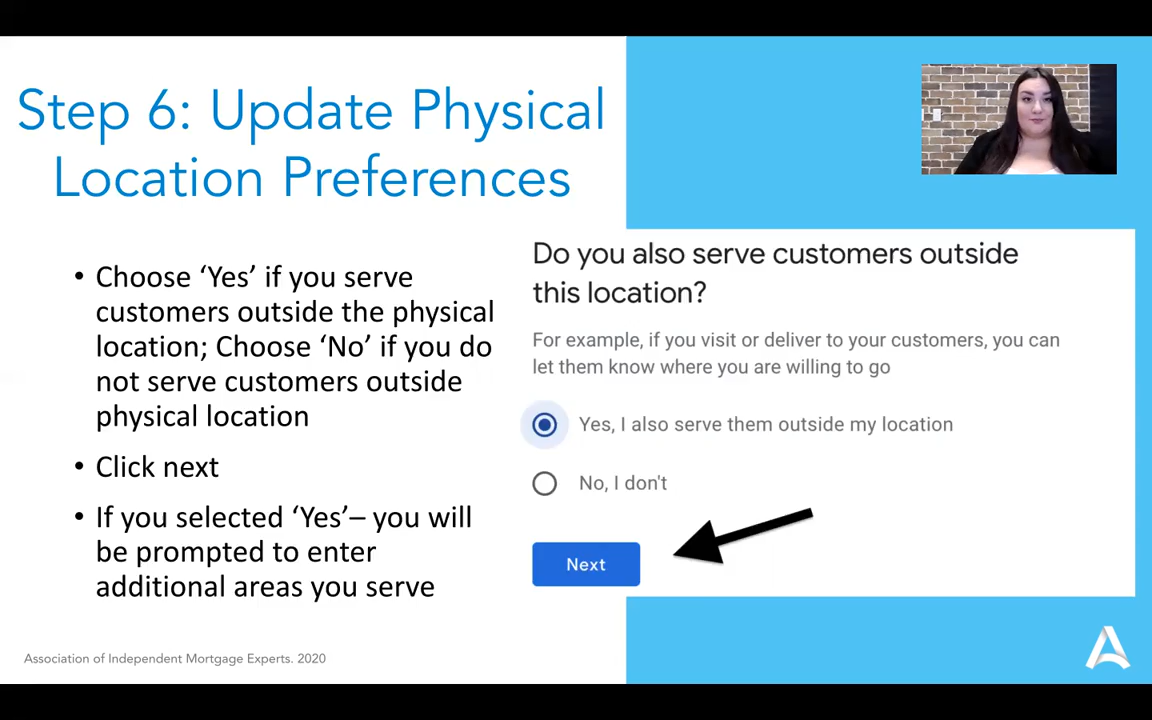 Step 6: Update Physical
Location Preferences
• Choose ‘Yes’ if you serve
customers outside the physical
location; Choose ‘No’ if you do
not serve customers outside
physical location
• Click next
• If you selected ‘Yes’– you will
be prompted to enter
additional areas you serve
Do you also serve customers outside
this location?
For example, if you visit or deliver to your customers, you can
let them know where you are willing to go
Yes, I also serve them outside my location
No, I don't
Next
Association of Independent Mortgage Experts. 2020